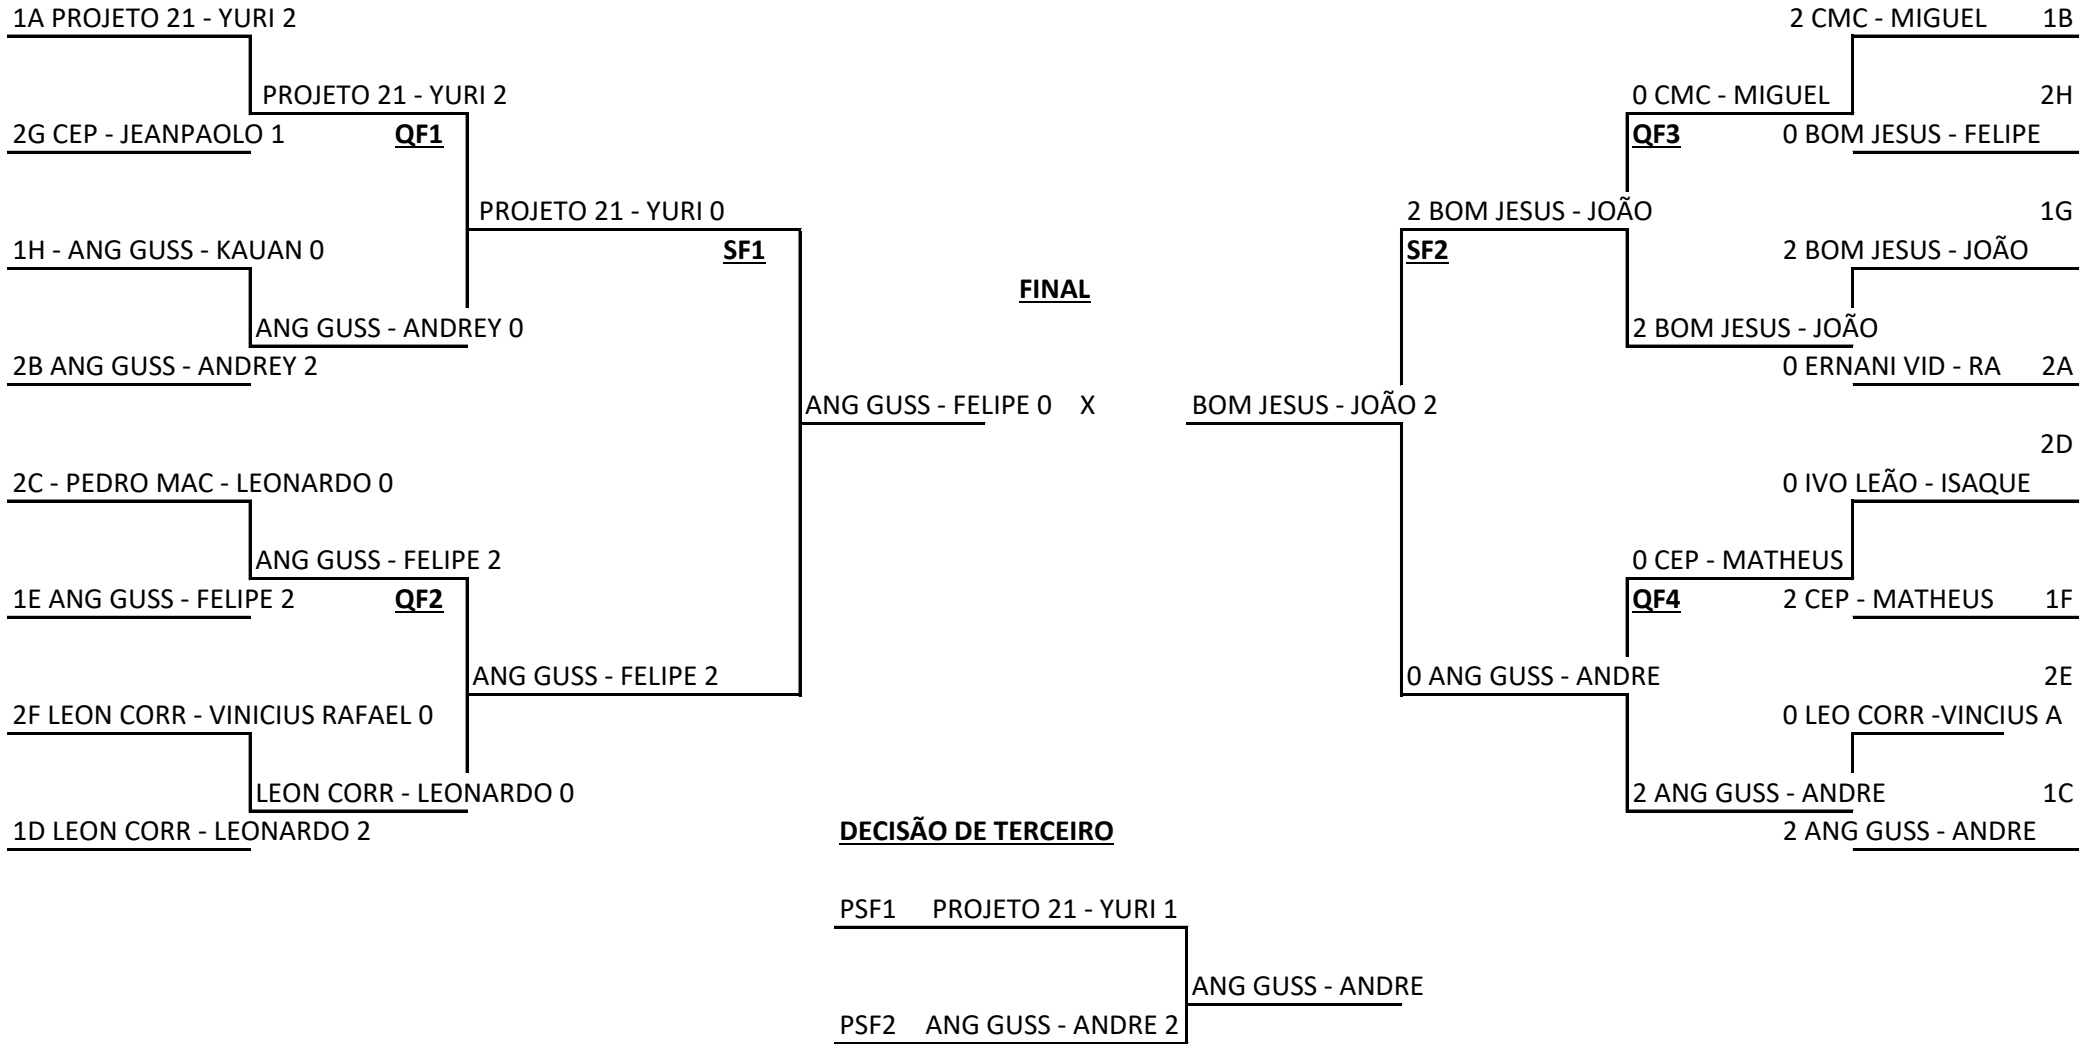 1A PROJETO 21 - YURI 2
2 CMC - MIGUEL 1B
PROJETO 21 - YURI 2
0 CMC - MIGUEL 2H
2G CEP - JEANPAOLO 1 QF1
QF3 0 BOM JESUS - FELIPE
PROJETO 21 - YURI 0
2 BOM JESUS - JOÃO 1G
1H - ANG GUSS - KAUAN 0 SF1
SF2 2 BOM JESUS - JOÃO
FINAL
ANG GUSS - ANDREY 0
2 BOM JESUS - JOÃO
2B ANG GUSS - ANDREY 2
0 ERNANI VID - RA 2A
ANG GUSS - FELIPE 0 X BOM JESUS - JOÃO 2
2D
2C - PEDRO MAC - LEONARDO 0
0 IVO LEÃO - ISAQUE
ANG GUSS - FELIPE 2
0 CEP - MATHEUS
1E ANG GUSS - FELIPE 2 QF2
QF4 2 CEP - MATHEUS 1F
ANG GUSS - FELIPE 2
0 ANG GUSS - ANDRE 2E
2F LEON CORR - VINICIUS RAFAEL 0
0 LEO CORR -VINCIUS A
LEON CORR - LEONARDO 0
2 ANG GUSS - ANDRE 1C
1D LEON CORR - LEONARDO 2
DECISÃO DE TERCEIRO
2 ANG GUSS - ANDRE
PSF1 PROJETO 21 - YURI 1
ANG GUSS - ANDRE
PSF2 ANG GUSS - ANDRE 2